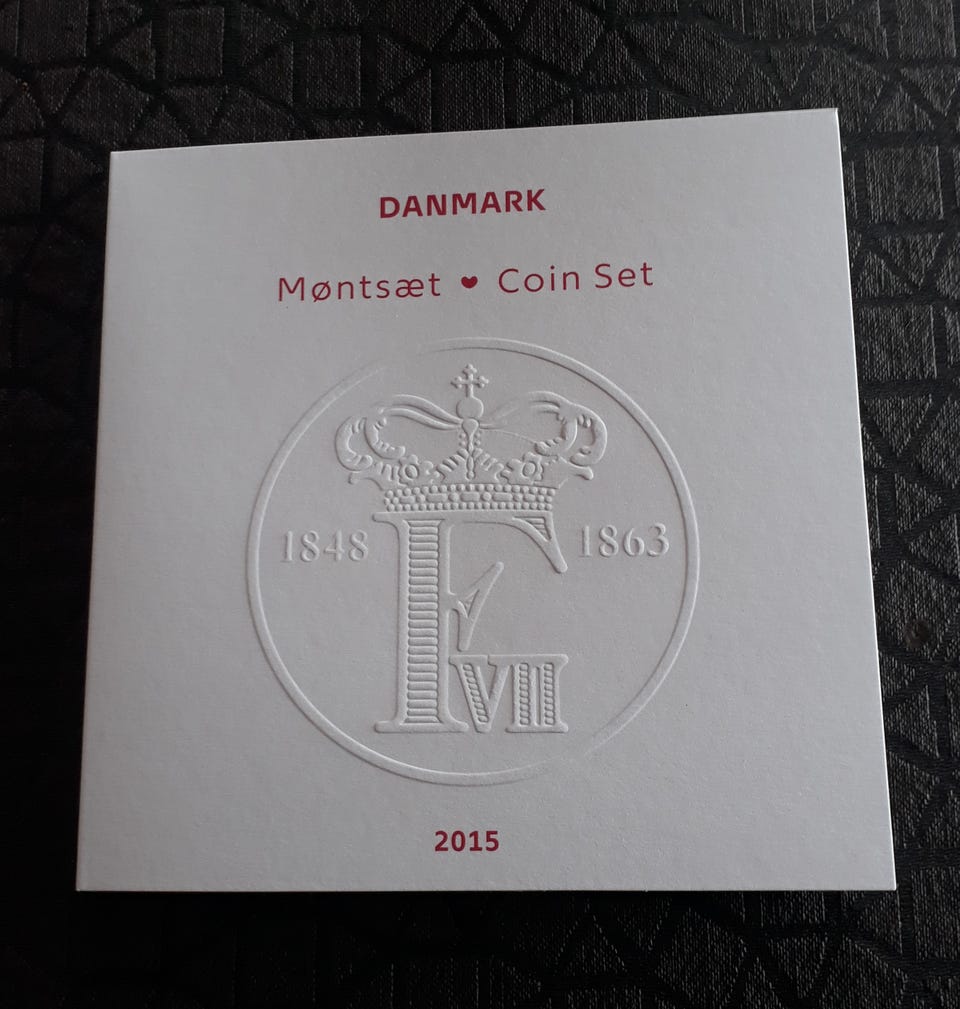 DANMARK
Møntsæt ♥ Coin Set
1848 1863
F VII
2015